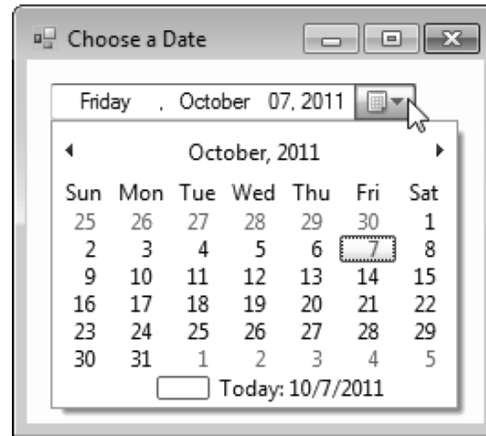 Choose a Date
Friday , October 07, 2011
October, 2011
Sun Mon Tue Wed Thu Fri Sat
25 26 27 28 29 30 1
2 3 4 5 6 7 8
9 10 11 12 13 14 15
16 17 18 19 20 21 22
23 24 25 26 27 28 29
30 31 1 2 3 4 5
Today: 10/7/2011